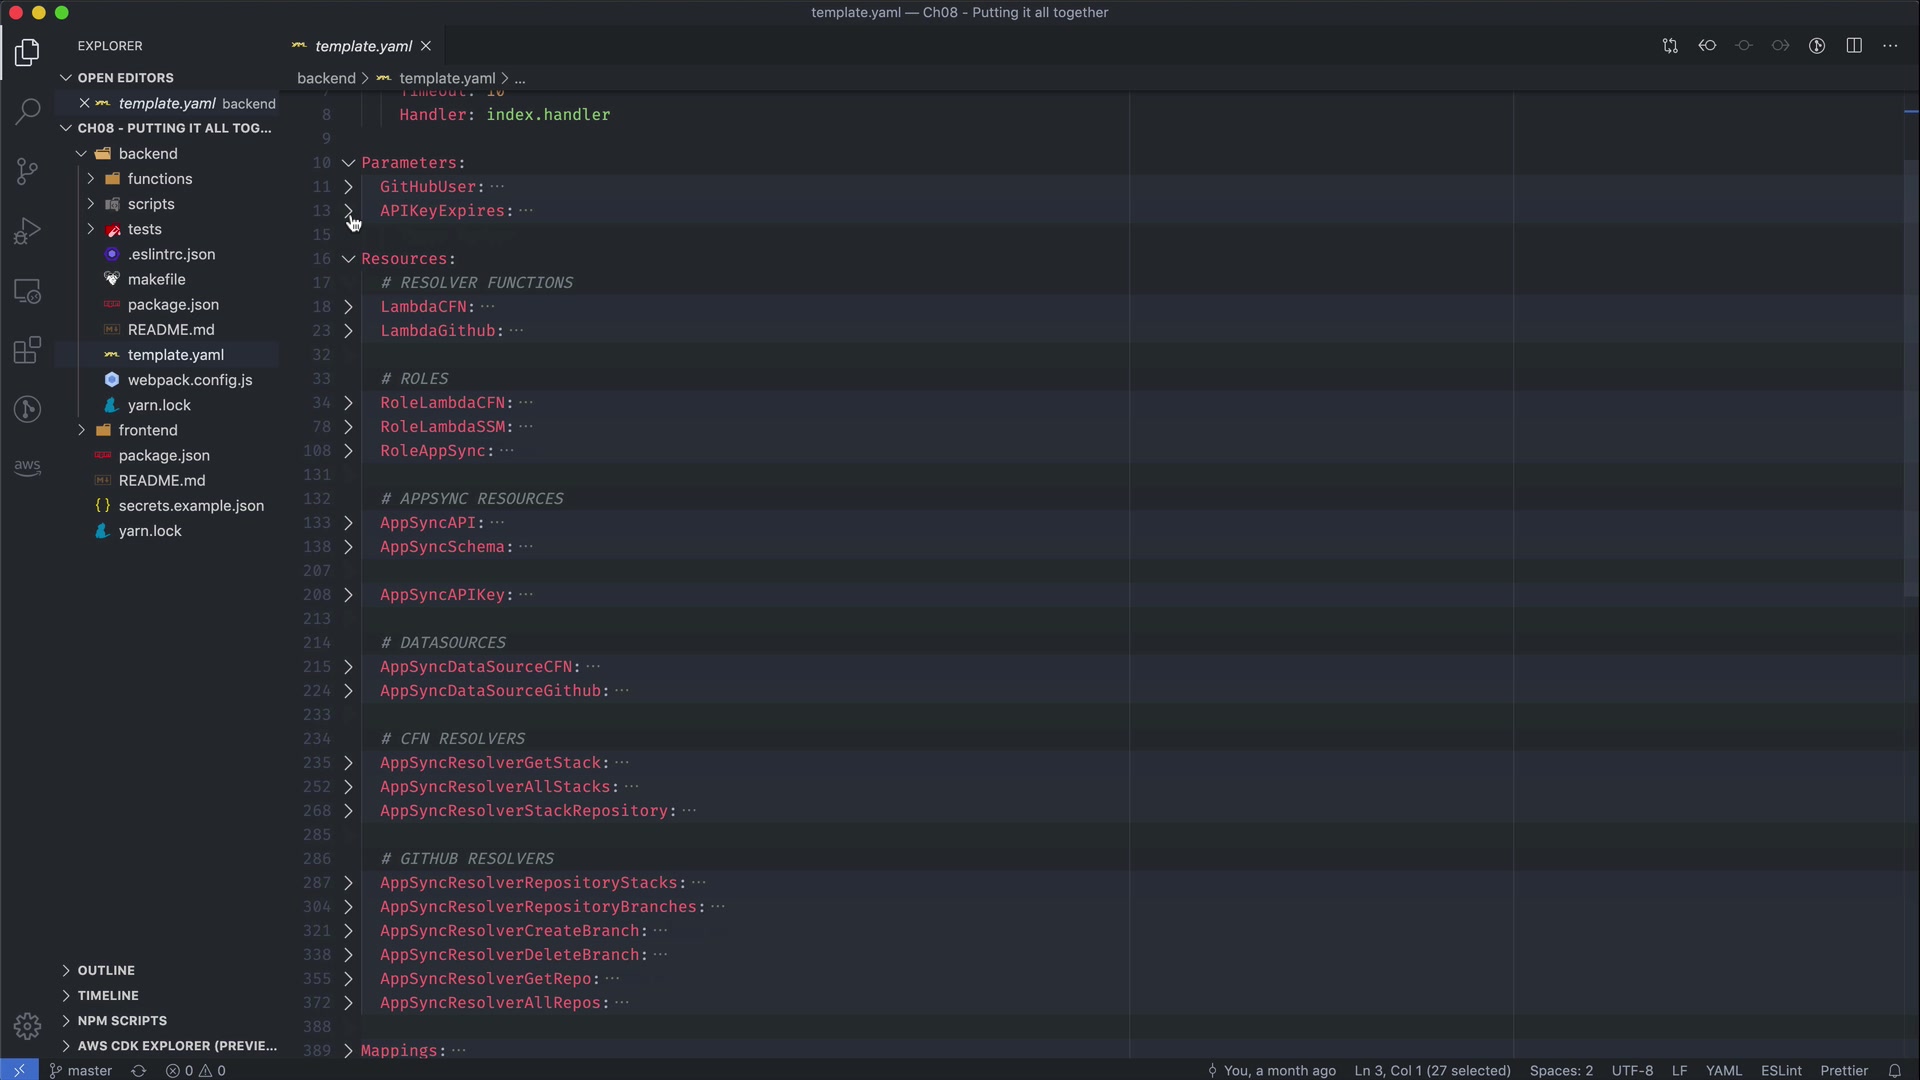 template.yaml — Ch08 - Putting it all together
EXPLORER
OPEN EDITORS
template.yaml backend
CH08 - PUTTING IT ALL TOG...
backend
functions
scripts
tests
.eslintrc.json
makefile
package.json
README.md
template.yaml
webpack.config.js
yarn.lock
frontend
package.json
README.md
secrets.example.json
yarn.lock
OUTLINE
TIMELINE
NPM SCRIPTS
AWS CDK EXPLORER (PREVIE...
aws
template.yaml
backend > template.yaml > ...
7 Timeout: 10
8 Handler: index.handler
9
10 Parameters:
11 GitHubUser: ...
13 APIKeyExpires: ...
15
16 Resources:
17 # RESOLVER FUNCTIONS
18 LambdaCFN: ...
23 LambdaGithub: ...
32
33 # ROLES
34 RoleLambdaCFN: ...
78 RoleLambdaSSM: ...
108 RoleAppSync: ...
131
132 # APPSYNC RESOURCES
133 AppSyncAPI: ...
138 AppSyncSchema: ...
207
208 AppSyncAPIKey: ...
213
214 # DATASOURCES
215 AppSyncDataSourceCFN: ...
224 AppSyncDataSourceGithub: ...
233
234 # CFN RESOLVERS
235 AppSyncResolverGetStack: ...
252 AppSyncResolverAllStacks: ...
268 AppSyncResolverStackRepository: ...
285
286 # GITHUB RESOLVERS
287 AppSyncResolverRepositoryStacks: ...
304 AppSyncResolverRepositoryBranches: ...
321 AppSyncResolverCreateBranch: ...
338 AppSyncResolverDeleteBranch: ...
355 AppSyncResolverGetRepo: ...
372 AppSyncResolverAllRepos: ...
388
389 Mappings: ...
master 0 0 You, a month ago Ln 3, Col 1 (27 selected) Spaces: 2 UTF-8 LF YAML ESLint Prettier